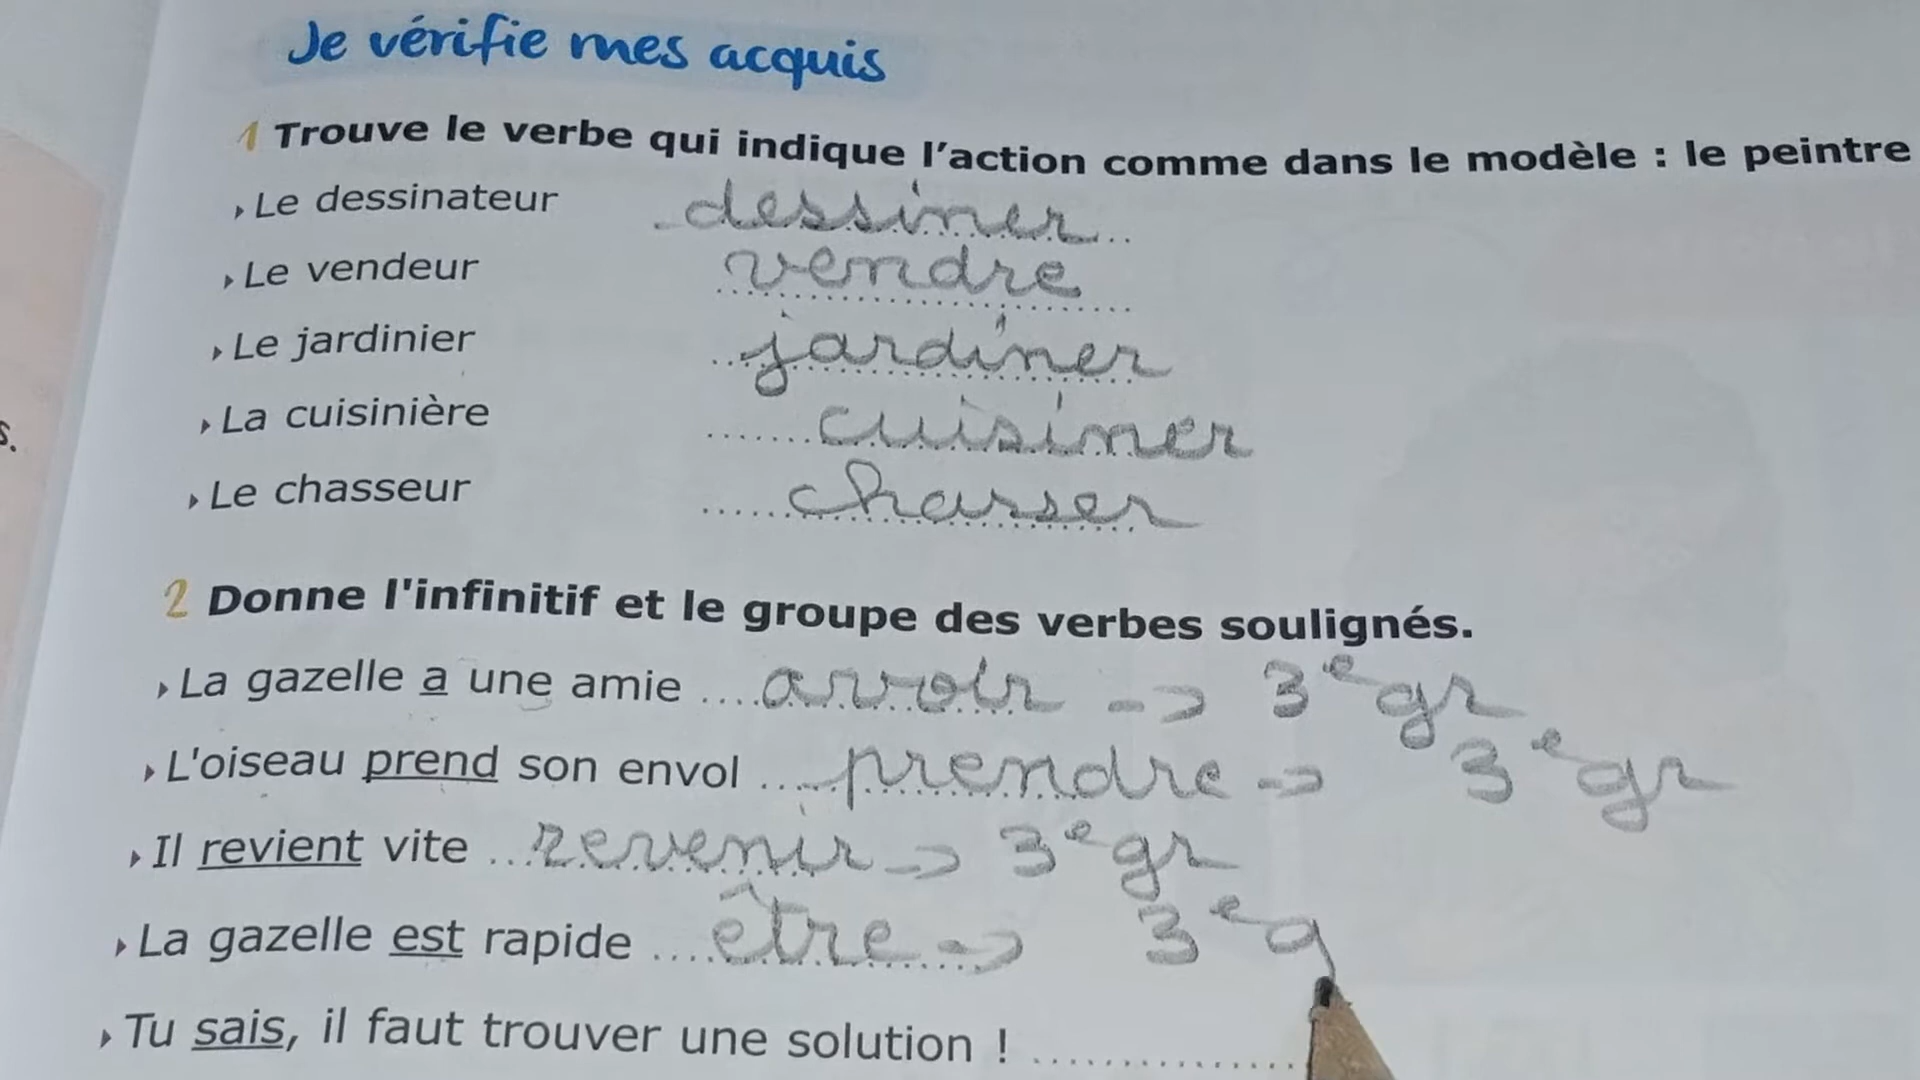 Je vérifie mes acquis
1 Trouve le verbe qui indique l'action comme dans le modèle : le peintre
Le dessinateur dessiner
Le vendeur vendre
Le jardinier jardiner
La cuisinière cuisiner
Le chasseur chasser
s.
2 Donne l'infinitif et le groupe des verbes soulignés.
La gazelle a une amie .... avoir -> 3e gr
L'oiseau prend son envol .... prendre -> 3e gr
Il revient vite ... revenir -> 3e gr
La gazelle est rapide .... être -> 3e g
Tu sais, il faut trouver une solution ! ................